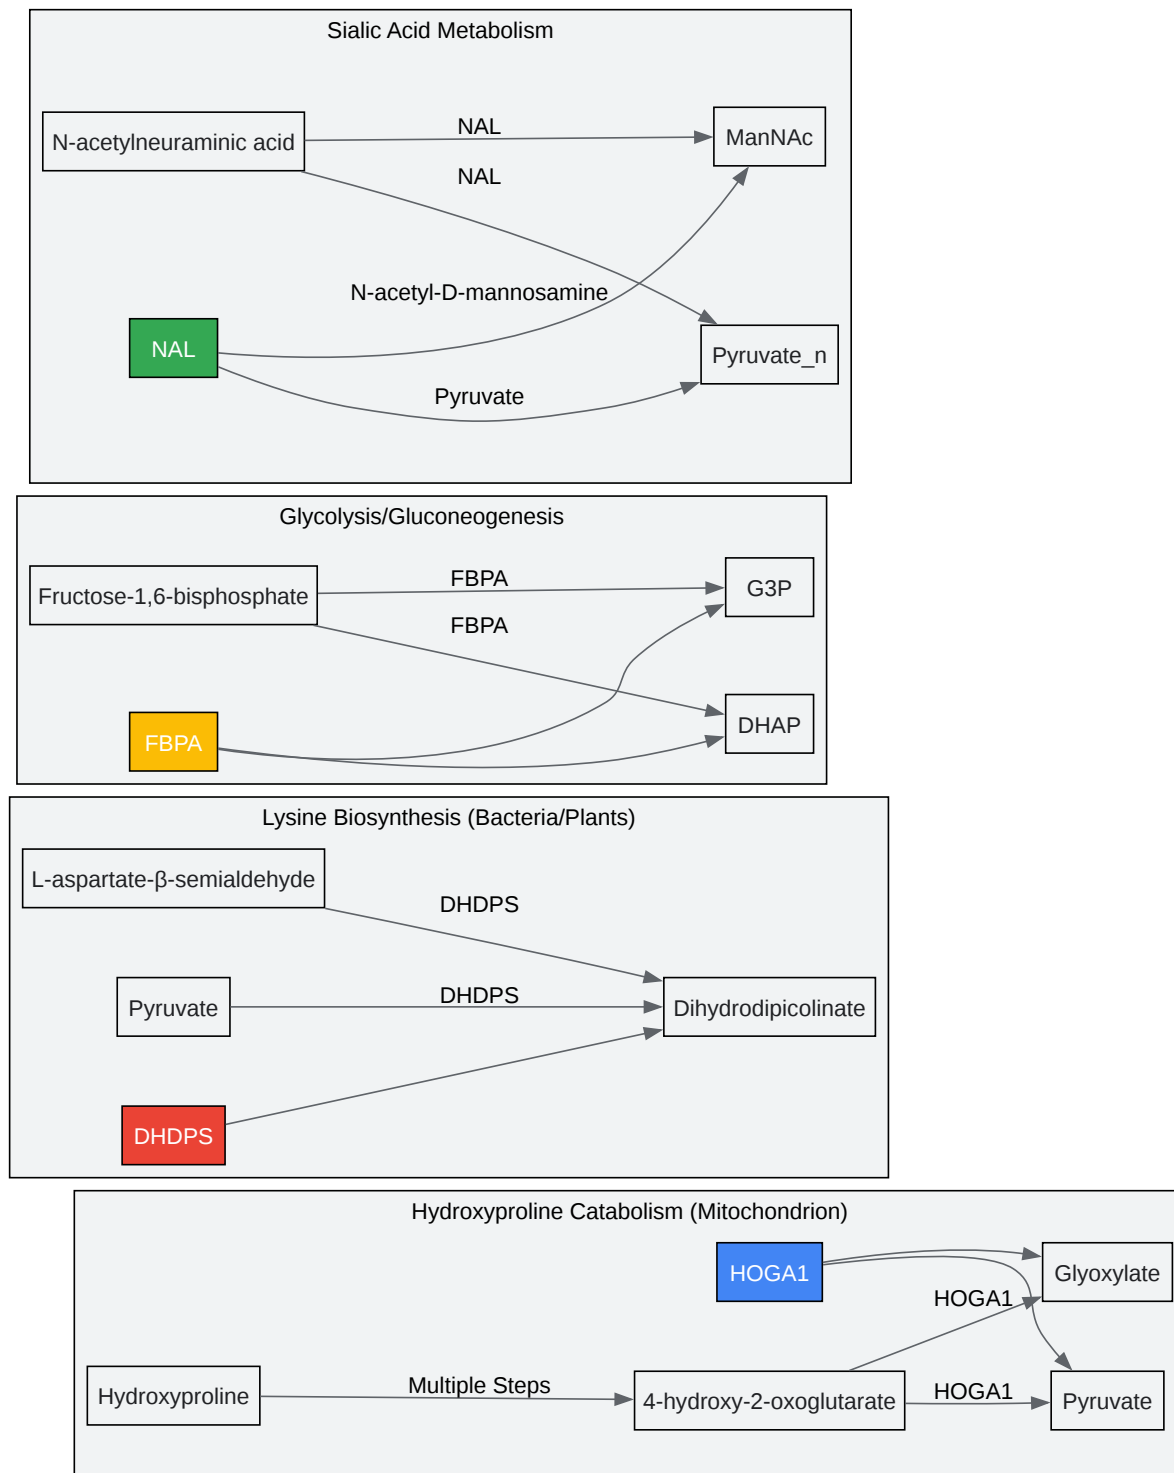 Sialic Acid Metabolism
N-acetylneuraminic acid
NAL
ManNAc
NAL
N-acetyl-D-mannosamine
NAL
Pyruvate_n
Pyruvate
Glycolysis/Gluconeogenesis
Fructose-1,6-bisphosphate
FBPA
G3P
FBPA
FBPA
DHAP
Lysine Biosynthesis (Bacteria/Plants)
L-aspartate-β-semialdehyde
DHDPS
Pyruvate
DHDPS
Dihydrodipicolinate
DHDPS
Hydroxyproline Catabolism (Mitochondrion)
HOGA1
Glyoxylate
HOGA1
Hydroxyproline
Multiple Steps
4-hydroxy-2-oxoglutarate
HOGA1
Pyruvate